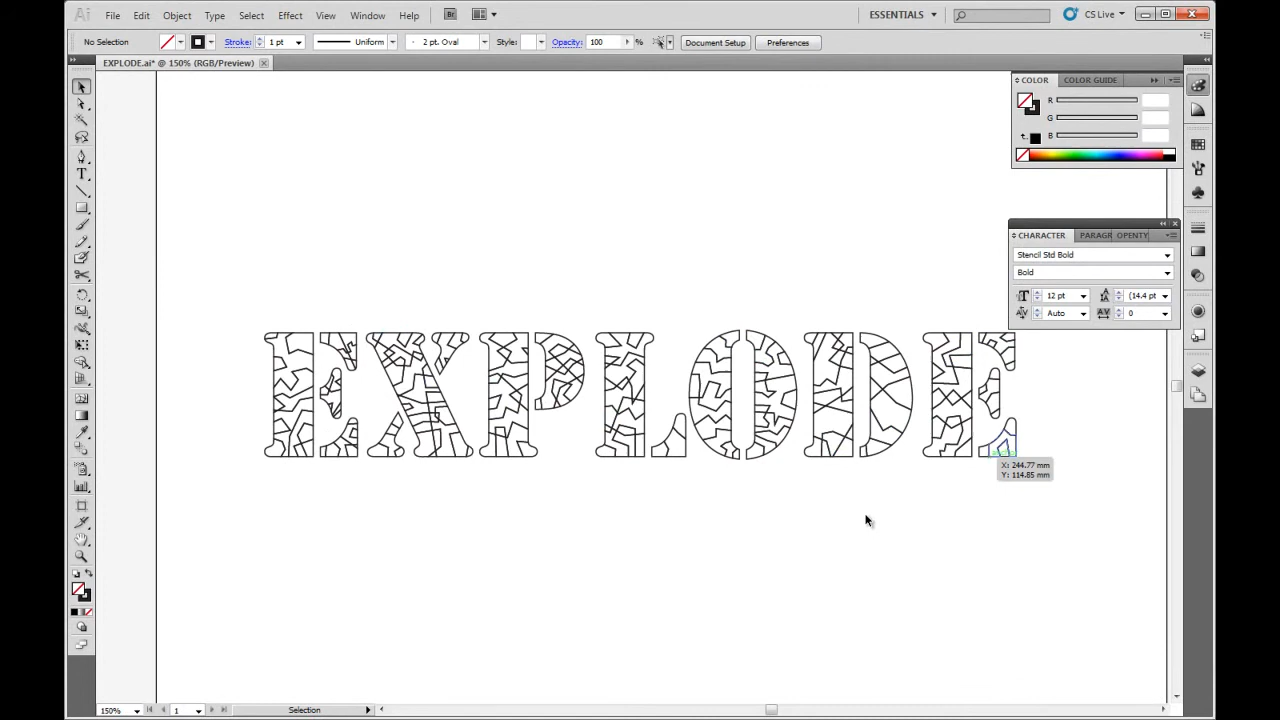 Ai File Edit Object Type Select Effect View Window Help Br ESSENTIALS CS Live
No Selection Stroke: 1 pt Uniform 2 pt. Oval Style: Opacity: 100 % Document Setup Preferences
EXPLODE.ai* @ 150% (RGB/Preview)
COLOR COLOR GUIDE
R
G
B
CHARACTER PARAGR OPENTY
Stencil Std Bold
Bold
12 pt (14.4 pt
Auto 0
EXPLODE
X: 244.77 mm
Y: 114.85 mm
150% 1 Selection